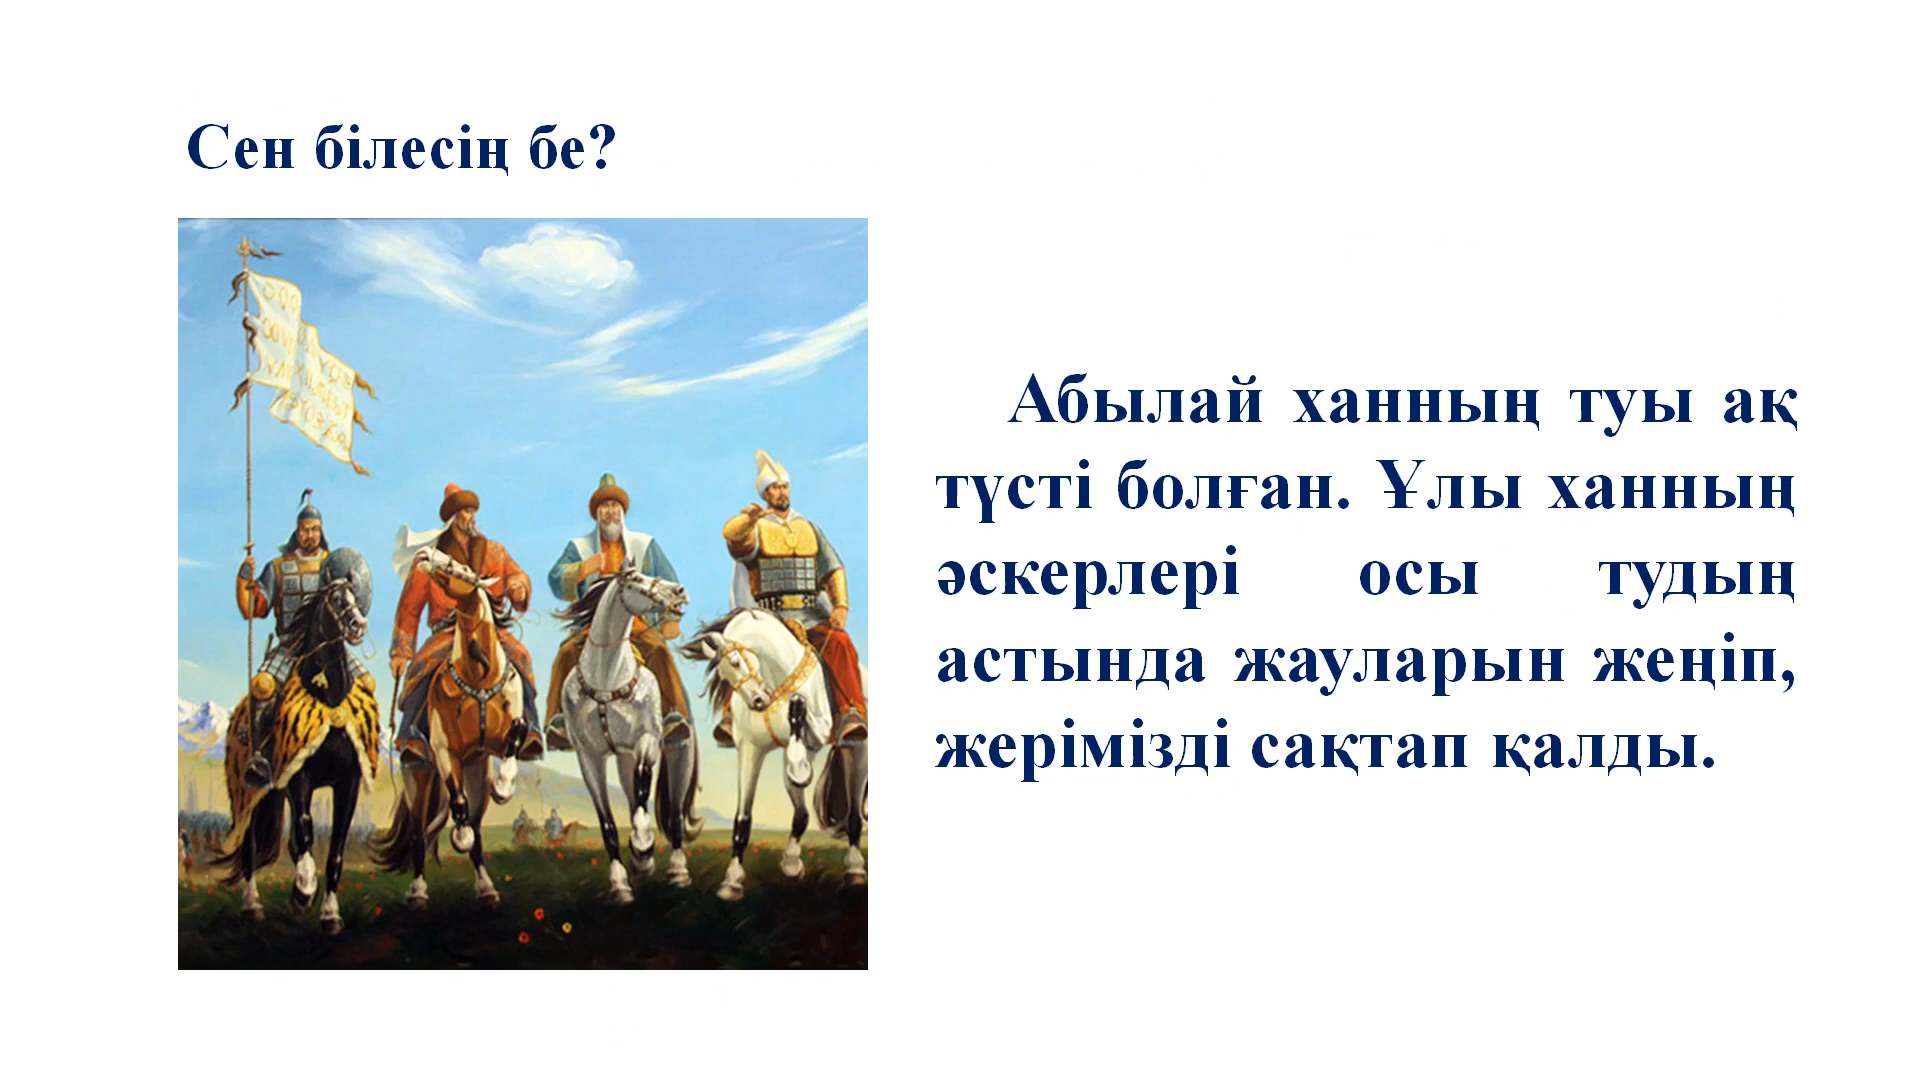 Сен білесің бе?
Абылай ханның туы ақ
түсті болған. Ұлы ханның
әскерлері осы тудың
астында жауларын жеңіп,
жерімізді сақтап қалды.